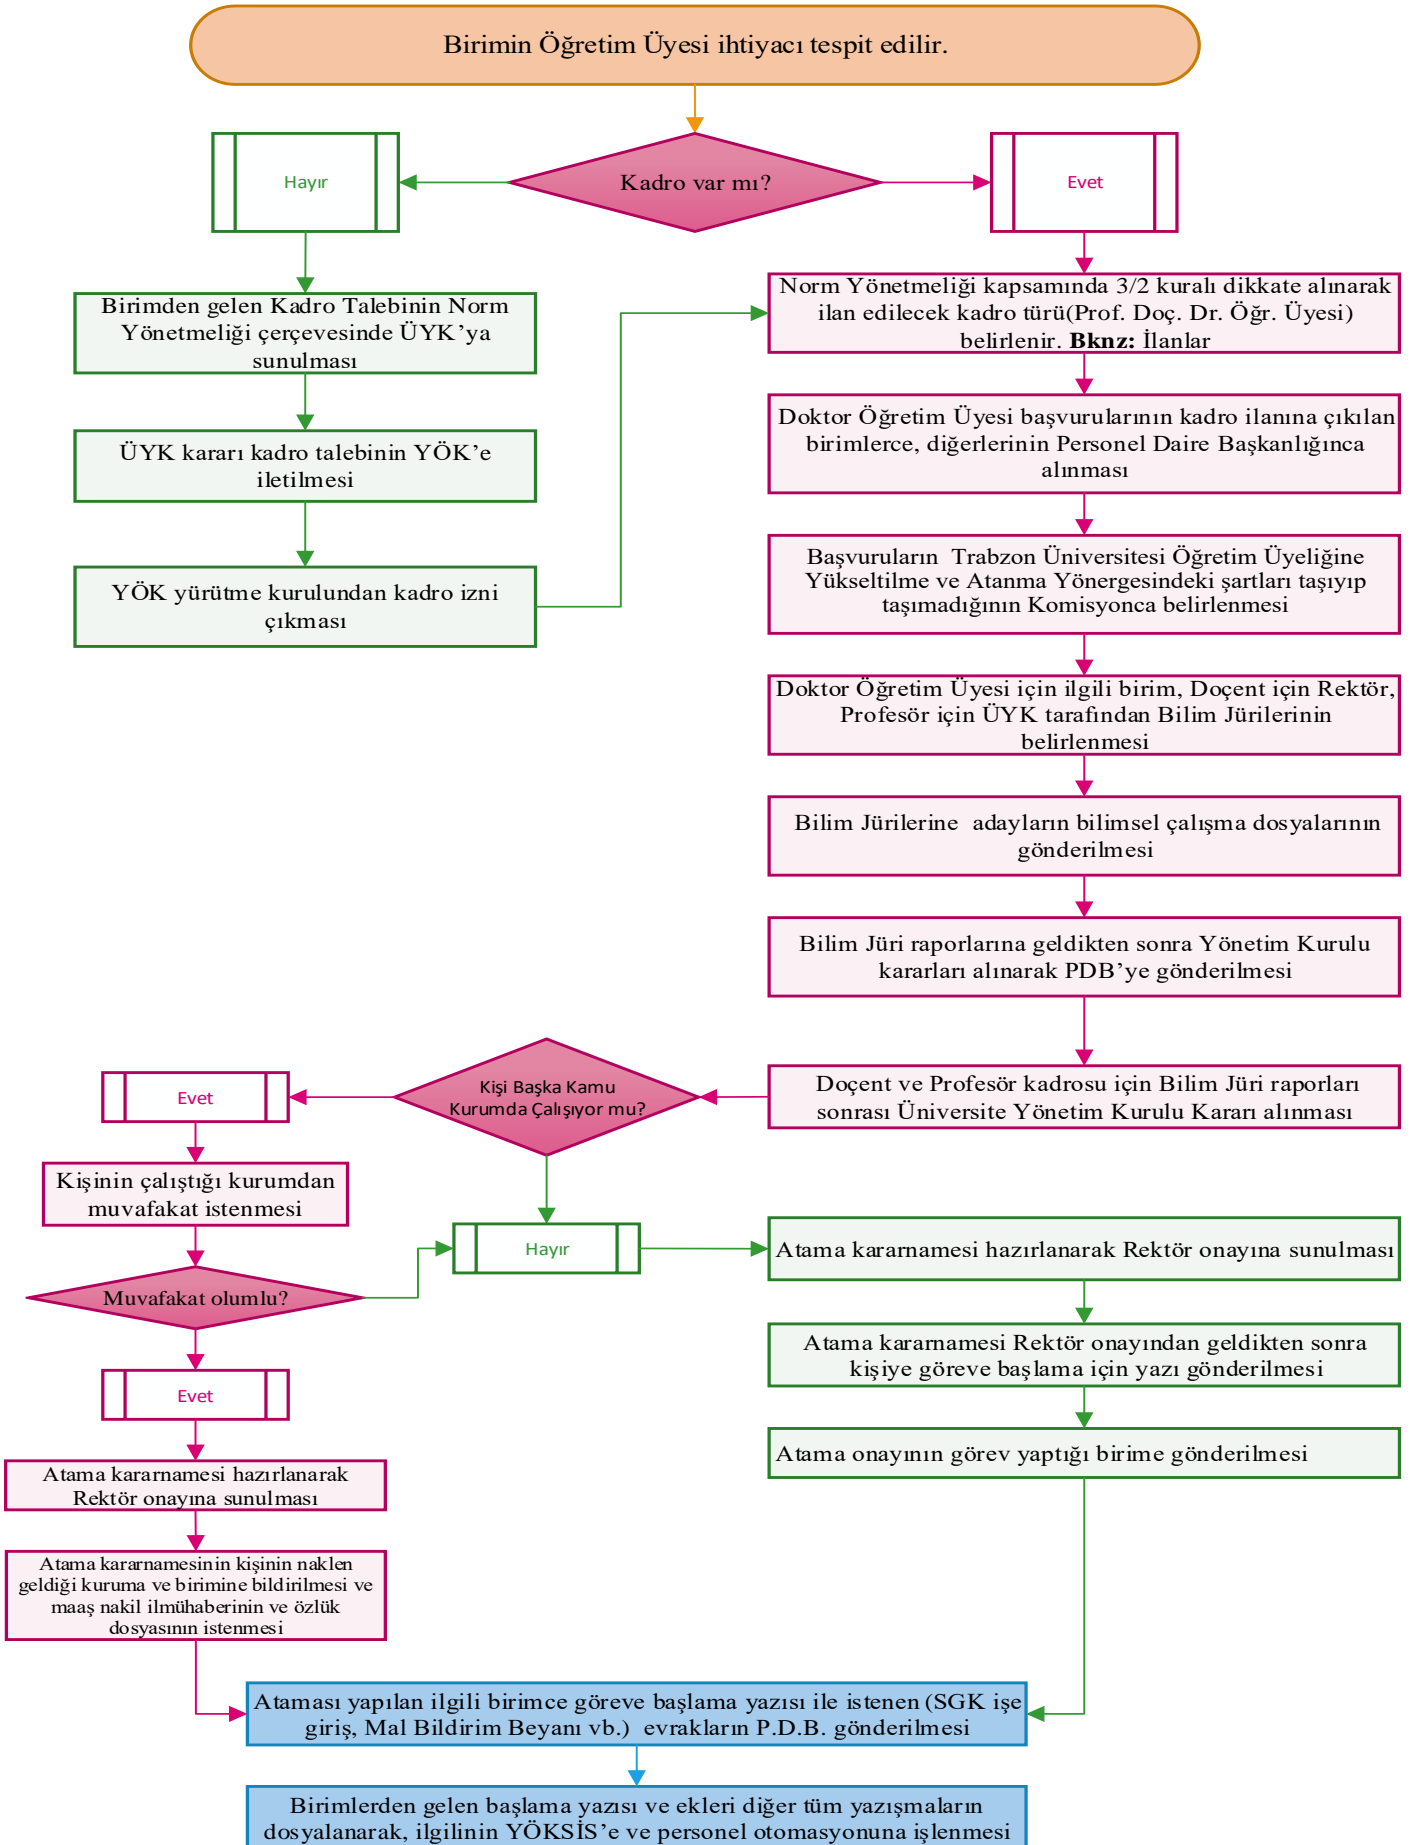 Birimin Öğretim Üyesi ihtiyacı tespit edilir.
Kadro var mı?
Hayır
Evet
Birimden gelen Kadro Talebinin Norm
Yönetmeliği çerçevesinde ÜYK’ya
sunulması
ÜYK kararı kadro talebinin YÖK’e
iletilmesi
YÖK yürütme kurulundan kadro izni
çıkması
Norm Yönetmeliği kapsamında 3/2 kuralı dikkate alınarak
ilan edilecek kadro türü(Prof. Doç. Dr. Öğr. Üyesi)
belirlenir. Bknz: İlanlar
Doktor Öğretim Üyesi başvurularının kadro ilanına çıkılan
birimlerce, diğerlerinin Personel Daire Başkanlığınca
alınması
Başvuruların Trabzon Üniversitesi Öğretim Üyeliğine
Yükseltilme ve Atanma Yönergesindeki şartları taşıyıp
taşımadığının Komisyonca belirlenmesi
Doktor Öğretim Üyesi için ilgili birim, Doçent için Rektör,
Profesör için ÜYK tarafından Bilim Jürilerinin
belirlenmesi
Bilim Jürilerine adayların bilimsel çalışma dosyalarının
gönderilmesi
Bilim Jüri raporlarına geldikten sonra Yönetim Kurulu
kararları alınarak PDB’ye gönderilmesi
Doçent ve Profesör kadrosu için Bilim Jüri raporları
sonrası Üniversite Yönetim Kurulu Kararı alınması
Kişi Başka Kamu
Kurumda Çalışıyor mu?
Evet
Kişinin çalıştığı kurumdan
muvafakat istenmesi
Muvafakat olumlu?
Hayır
Evet
Atama kararnamesi hazırlanarak
Rektör onayına sunulması
Atama kararnamesinin kişinin naklen
geldiği kuruma ve birimine bildirilmesi ve
maaş nakil ilmühaberinin ve özlük
dosyasının istenmesi
Atama kararnamesi hazırlanarak Rektör onayına sunulması
Atama kararnamesi Rektör onayından geldikten sonra
kişiye göreve başlama için yazı gönderilmesi
Atama onayının görev yaptığı birime gönderilmesi
Ataması yapılan ilgili birimce göreve başlama yazısı ile istenen (SGK işe
giriş, Mal Bildirim Beyanı vb.) evrakların P.D.B. gönderilmesi
Birimlerden gelen başlama yazısı ve ekleri diğer tüm yazışmaların
dosyalanarak, ilgilinin YÖKSİS’e ve personel otomasyonuna işlenmesi